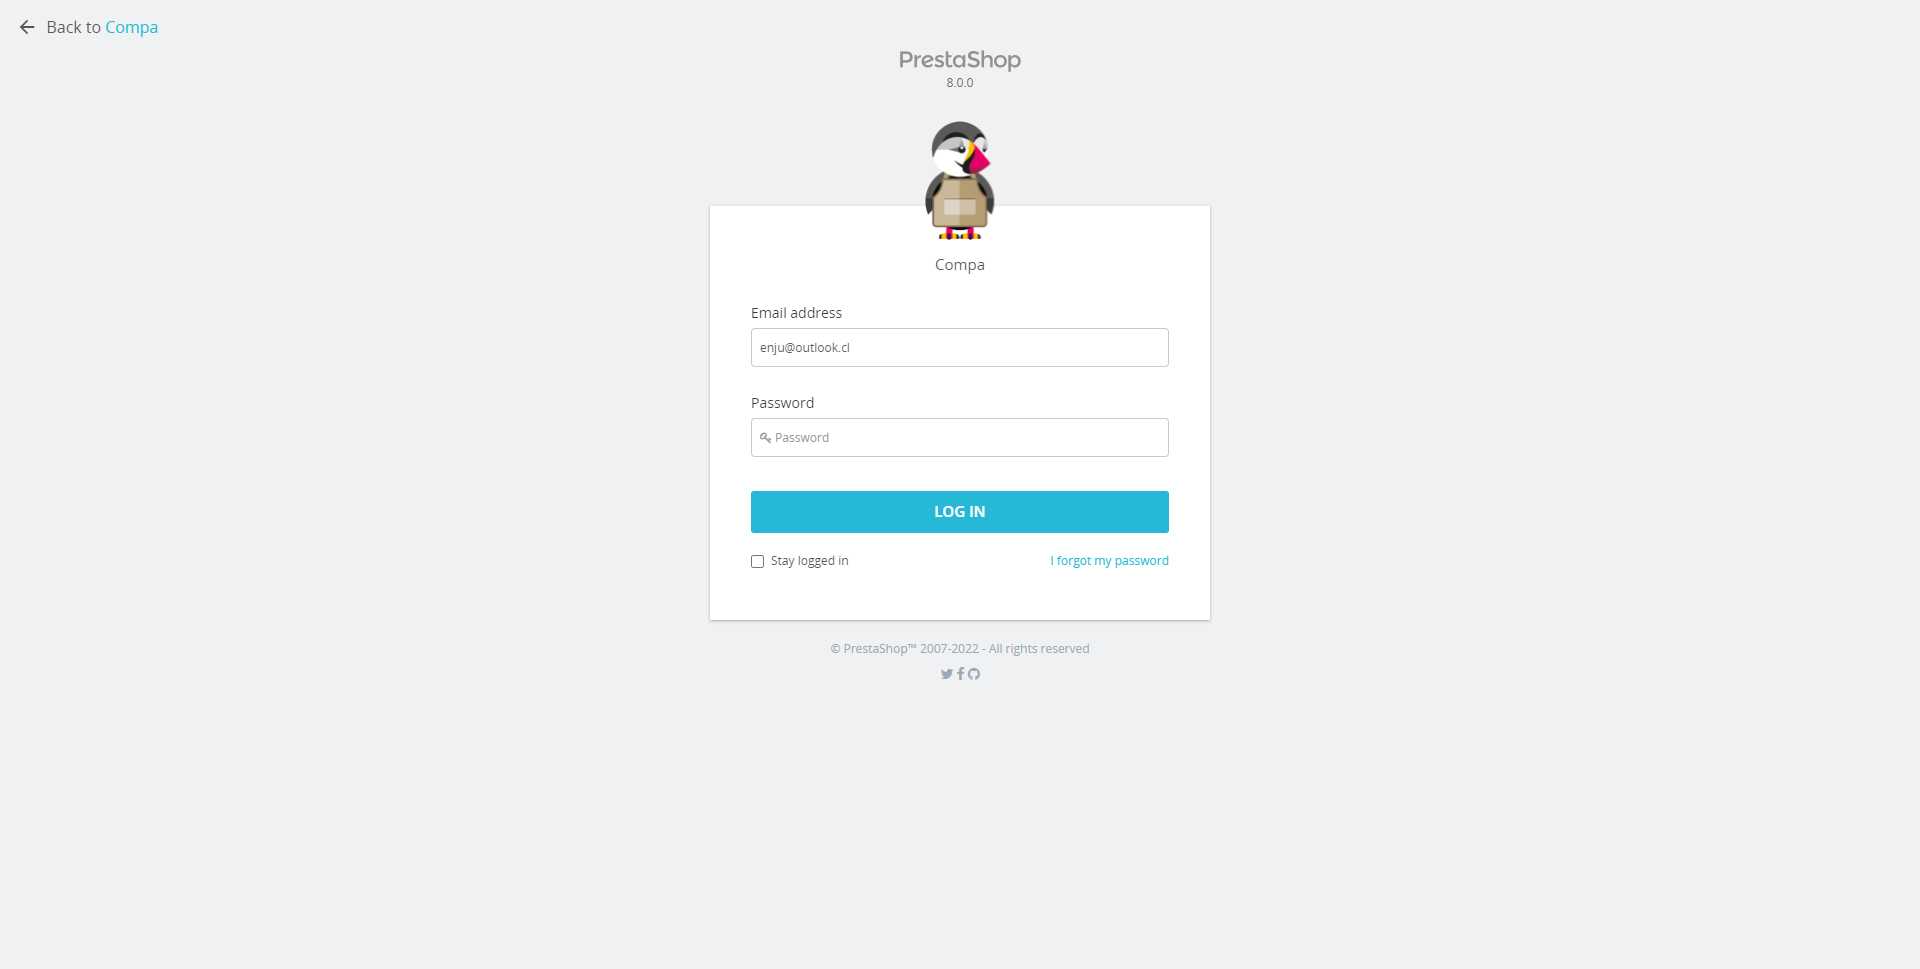 Back to Compa
PrestaShop
8.0.0
Compa
Email address
enju@outlook.cl
Password
Password
LOG IN
Stay logged in
I forgot my password
© PrestaShop™ 2007-2022 - All rights reserved